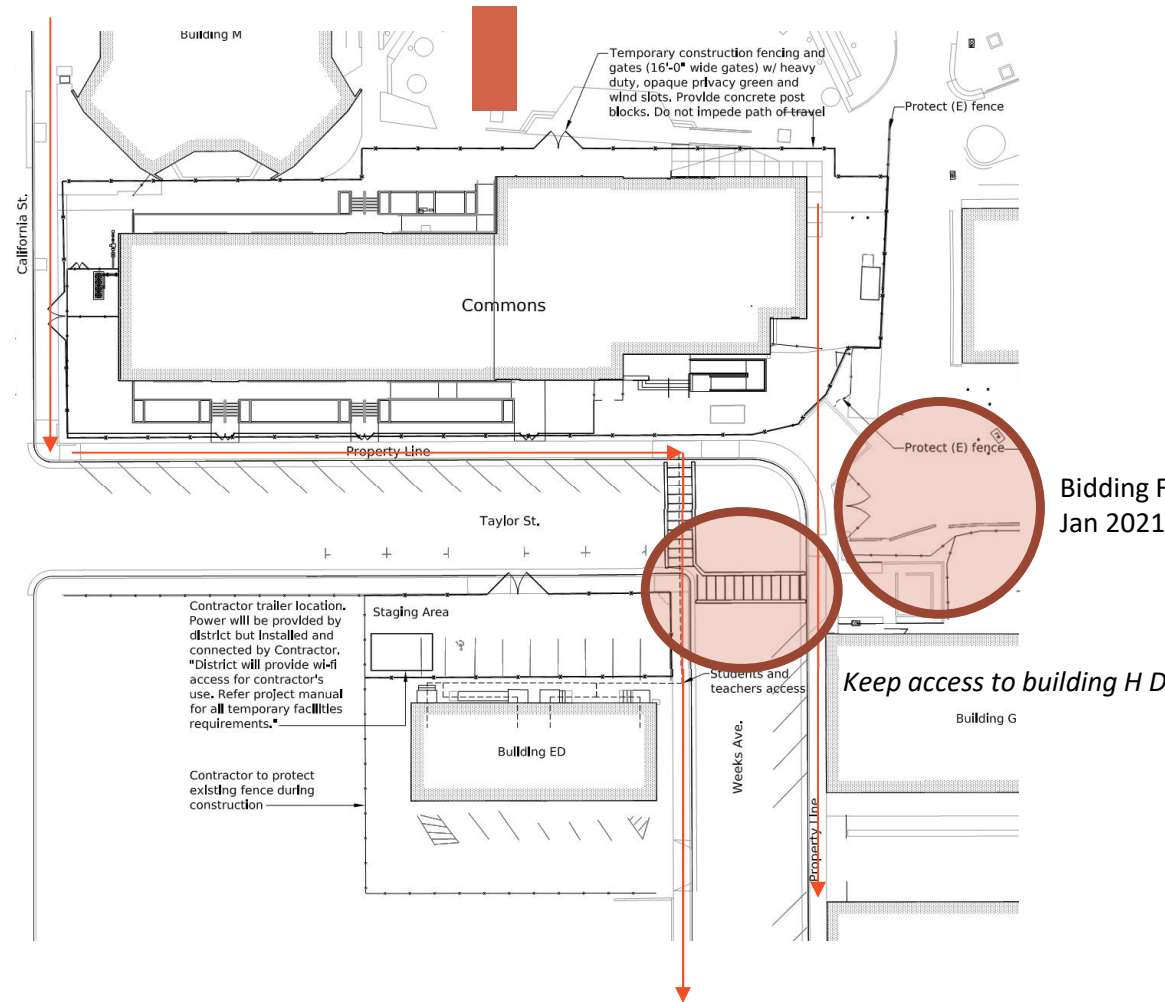 Building M
Temporary construction fencing and
gates (16'-0" wide gates) w/ heavy
duty, opaque privacy green and
wind slots. Provide concrete post
blocks. Do not impede path of travel
Protect (E) fence
California St.
Commons
Property Line
Protect (E) fence
Bidding F
Jan 2021
Taylor St.
Contractor trailer location.
Power will be provided by
district but installed and
connected by Contractor.
"District will provide wi-fi
access for contractor's
use. Refer project manual
for all temporary facilities
requirements."
Staging Area
Students and
teachers access
Keep access to building H D
Building G
Weeks Ave.
Building ED
Contractor to protect
existing fence during
construction
Property Line